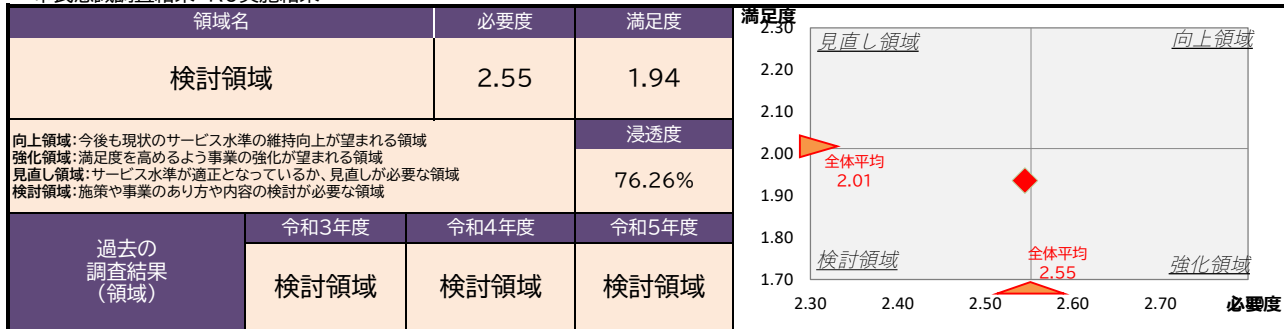 領域名 必要度 満足度
検討領域 2.55 1.94
向上領域:今後も現状のサービス水準の維持向上が望まれる領域
強化領域:満足度を高めるよう事業の強化が望まれる領域
見直し領域:サービス水準が適正となっているか、見直しが必要な領域
検討領域:施策や事業のあり方や内容の検討が必要な領域
浸透度
76.26%
過去の
調査結果
(領域)
令和3年度 令和4年度 令和5年度
検討領域 検討領域 検討領域
満足度
2.30
見直し領域 向上領域
2.20
2.10
2.00
全体平均
2.01
1.90
1.80
検討領域
全体平均
2.55
強化領域
1.70
2.30 2.40 2.50 2.60 2.70 必要度